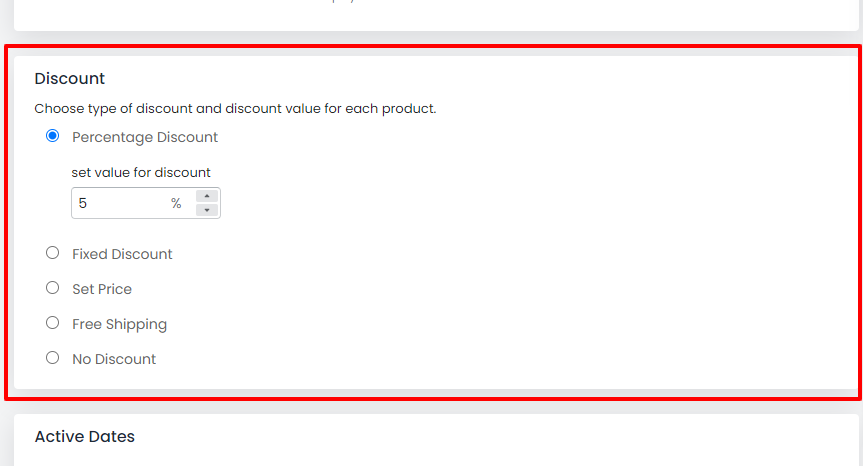 Discount
Choose type of discount and discount value for each product.
Percentage Discount
set value for discount
5 %
Fixed Discount
Set Price
Free Shipping
No Discount
Active Dates